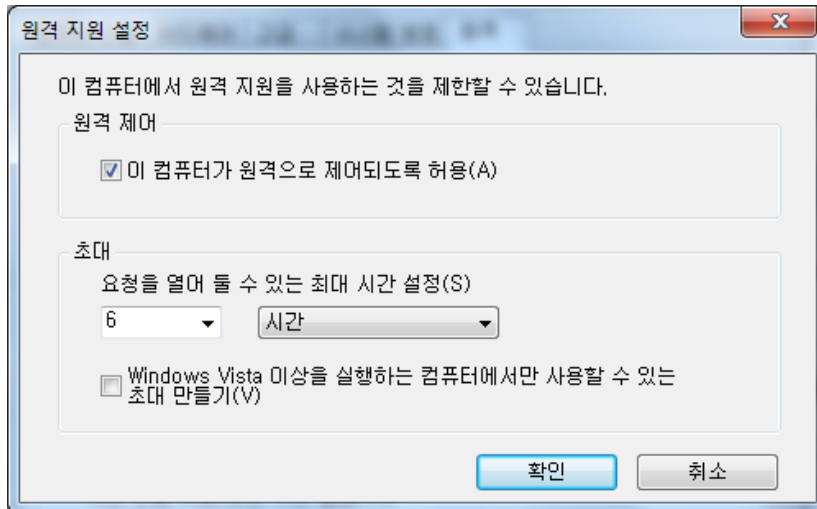 원격 지원 설정
이 컴퓨터에서 원격 지원을 사용하는 것을 제한할 수 있습니다.
원격 제어
이 컴퓨터가 원격으로 제어되도록 허용(A)
초대
요청을 열어 둘 수 있는 최대 시간 설정(S)
6 시간
Windows Vista 이상을 실행하는 컴퓨터에서만 사용할 수 있는
초대 만들기(V)
확인 취소